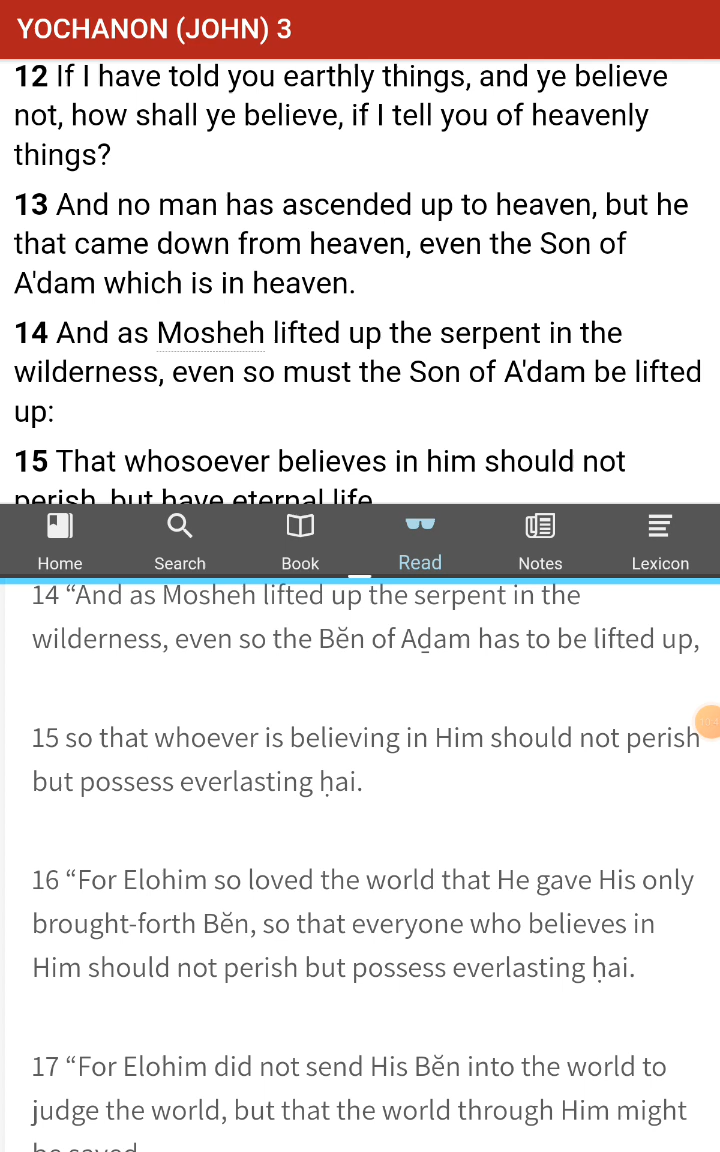 YOCHANON (JOHN) 3
12 If I have told you earthly things, and ye believe
not, how shall ye believe, if I tell you of heavenly
things?
13 And no man has ascended up to heaven, but he
that came down from heaven, even the Son of
A'dam which is in heaven.
14 And as Mosheh lifted up the serpent in the
wilderness, even so must the Son of A'dam be lifted
up:
15 That whosoever believes in him should not
perish, but have eternal life
Home Search Book Read Notes Lexicon
14 “And as Mosheh lifted up the serpent in the
wilderness, even so the Bĕn of Aḏam has to be lifted up,
15 so that whoever is believing in Him should not perish
but possess everlasting ḥai.
16 “For Elohim so loved the world that He gave His only
brought-forth Bĕn, so that everyone who believes in
Him should not perish but possess everlasting ḥai.
17 “For Elohim did not send His Bĕn into the world to
judge the world, but that the world through Him might
be saved